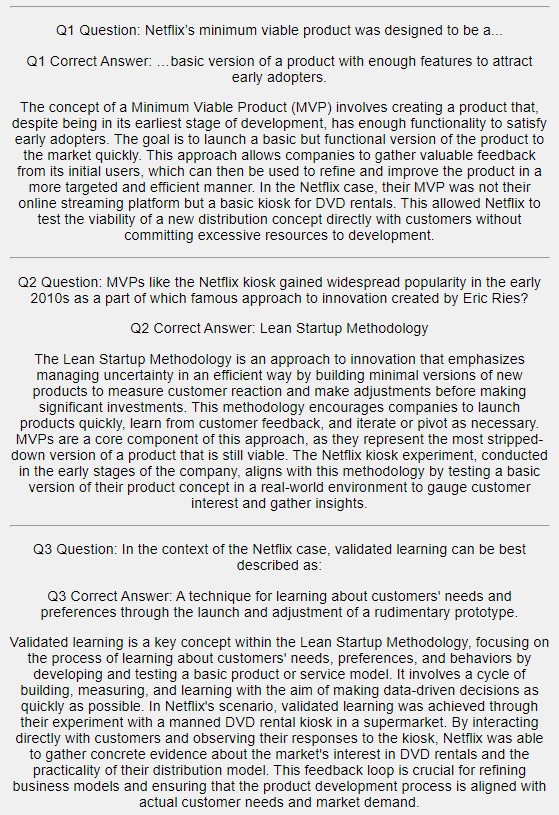 Q1 Question: Netflix's minimum viable product was designed to be a...
Q1 Correct Answer: …basic version of a product with enough features to attract
early adopters.
The concept of a Minimum Viable Product (MVP) involves creating a product that,
despite being in its earliest stage of development, has enough functionality to satisfy
early adopters. The goal is to launch a basic but functional version of the product to
the market quickly. This approach allows companies to gather valuable feedback
from its initial users, which can then be used to refine and improve the product in a
more targeted and efficient manner. In the Netflix case, their MVP was not their
online streaming platform but a basic kiosk for DVD rentals. This allowed Netflix to
test the viability of a new distribution concept directly with customers without
committing excessive resources to development.
Q2 Question: MVPs like the Netflix kiosk gained widespread popularity in the early
2010s as a part of which famous approach to innovation created by Eric Ries?
Q2 Correct Answer: Lean Startup Methodology
The Lean Startup Methodology is an approach to innovation that emphasizes
managing uncertainty in an efficient way by building minimal versions of new
products to measure customer reaction and make adjustments before making
significant investments. This methodology encourages companies to launch
products quickly, learn from customer feedback, and iterate or pivot as necessary.
MVPs are a core component of this approach, as they represent the most stripped-
down version of a product that is still viable. The Netflix kiosk experiment, conducted
in the early stages of the company, aligns with this methodology by testing a basic
version of their product concept in a real-world environment to gauge customer
interest and gather insights.
Q3 Question: In the context of the Netflix case, validated learning can be best
described as:
Q3 Correct Answer: A technique for learning about customers' needs and
preferences through the launch and adjustment of a rudimentary prototype.
Validated learning is a key concept within the Lean Startup Methodology, focusing on
the process of learning about customers' needs, preferences, and behaviors by
developing and testing a basic product or service model. It involves a cycle of
building, measuring, and learning with the aim of making data-driven decisions as
quickly as possible. In Netflix's scenario, validated learning was achieved through
their experiment with a manned DVD rental kiosk in a supermarket. By interacting
directly with customers and observing their responses to the kiosk, Netflix was able
to gather concrete evidence about the market's interest in DVD rentals and the
practicality of their distribution model. This feedback loop is crucial for refining
business models and ensuring that the product development process is aligned with
actual customer needs and market demand.